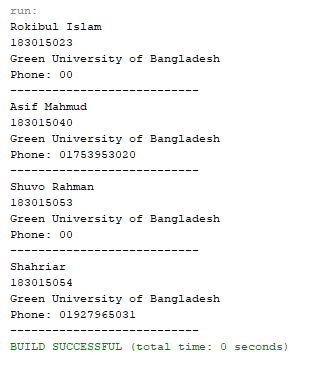 run:
Rokibul Islam
183015023
Green University of Bangladesh
Phone: 00
---------------------------
Asif Mahmud
183015040
Green University of Bangladesh
Phone: 01753953020
---------------------------
Shuvo Rahman
183015053
Green University of Bangladesh
Phone: 00
---------------------------
Shahriar
183015054
Green University of Bangladesh
Phone: 01927965031
---------------------------
BUILD SUCCESSFUL (total time: 0 seconds)